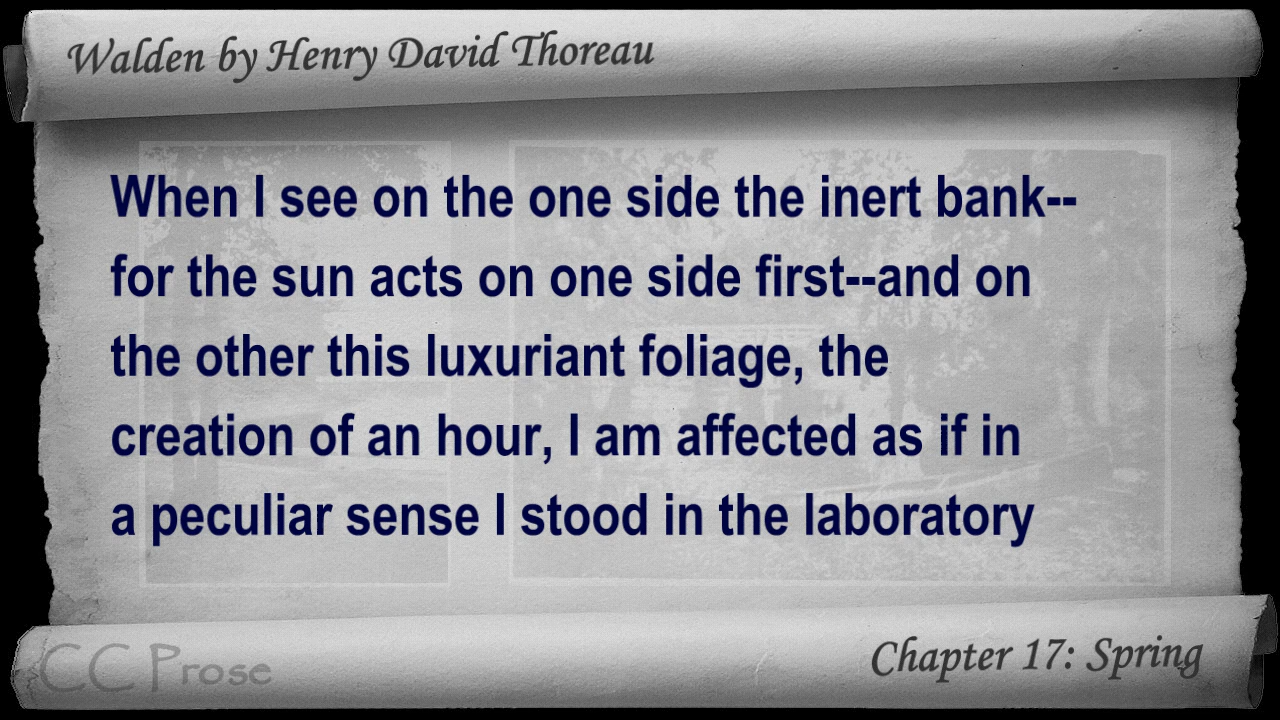 Walden by Henry David Thoreau
When I see on the one side the inert bank--
for the sun acts on one side first--and on
the other this luxuriant foliage, the
creation of an hour, I am affected as if in
a peculiar sense I stood in the laboratory
CC Prose
Chapter 17: Spring